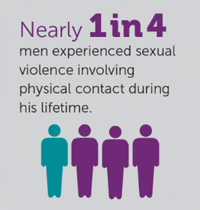 Nearly 1 in 4
men experienced sexual
violence involving
physical contact during
his lifetime.